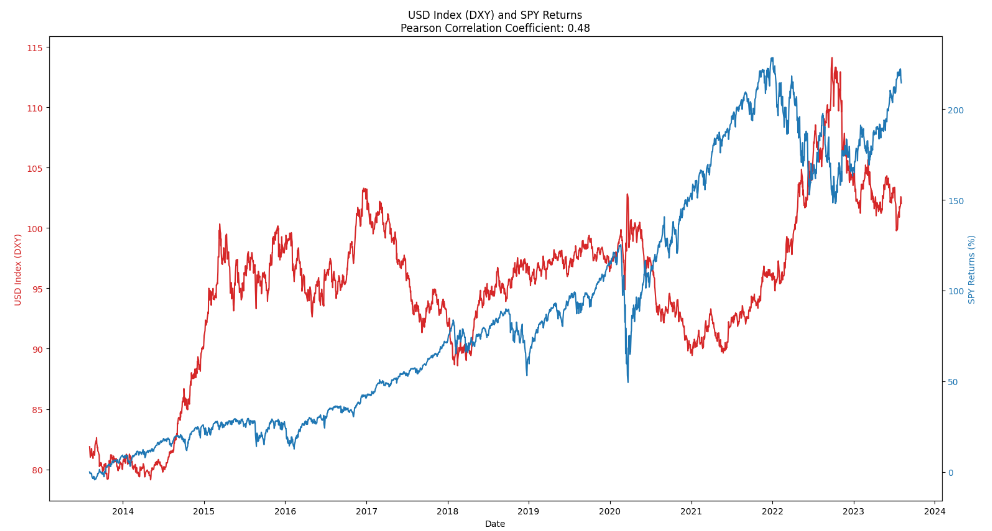 USD Index (DXY) and SPY Returns
Pearson Correlation Coefficient: 0.48
USD Index (DXY)
115
110
105
100
95
90
85
80
200
150
100
50
0
SPY Returns (%)
2014 2015 2016 2017 2018 2019 2020 2021 2022 2023 2024
Date